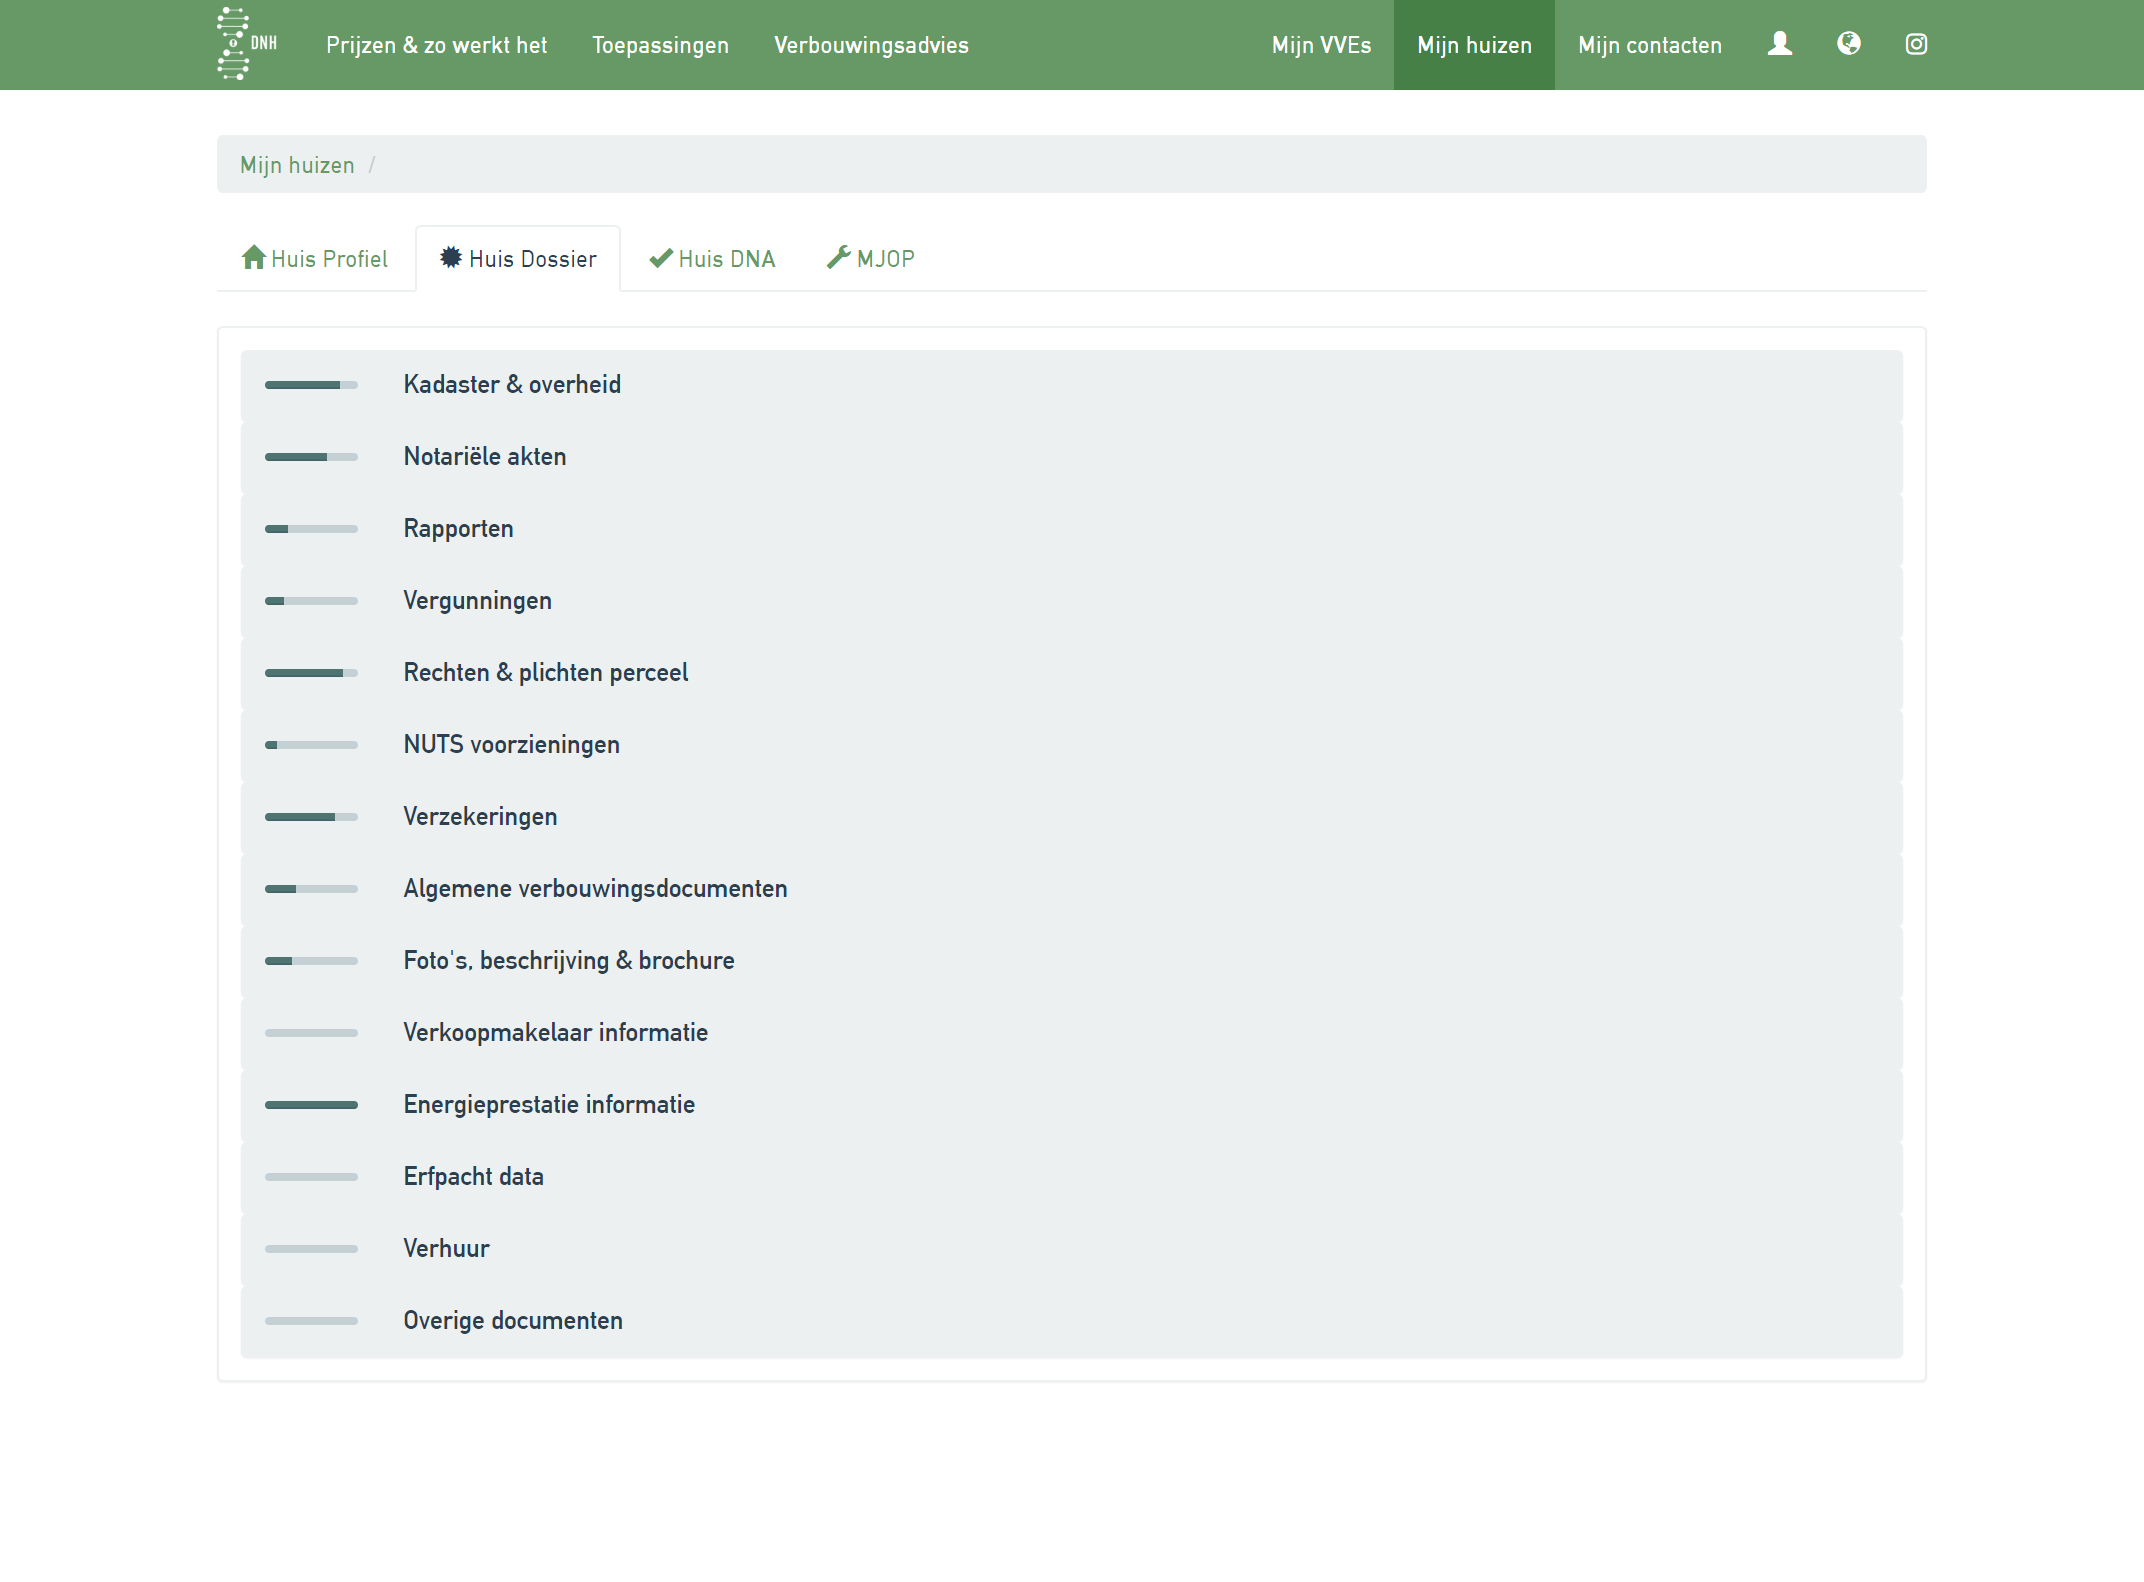 DNH Prijzen & zo werkt het Toepassingen Verbouwingsadvies Mijn VVEs Mijn huizen Mijn contacten
Mijn huizen /
Huis Profiel Huis Dossier Huis DNA MJOP
Kadaster & overheid
Notariële akten
Rapporten
Vergunningen
Rechten & plichten perceel
NUTS voorzieningen
Verzekeringen
Algemene verbouwingsdocumenten
Foto's, beschrijving & brochure
Verkoopmakelaar informatie
Energieprestatie informatie
Erfpacht data
Verhuur
Overige documenten